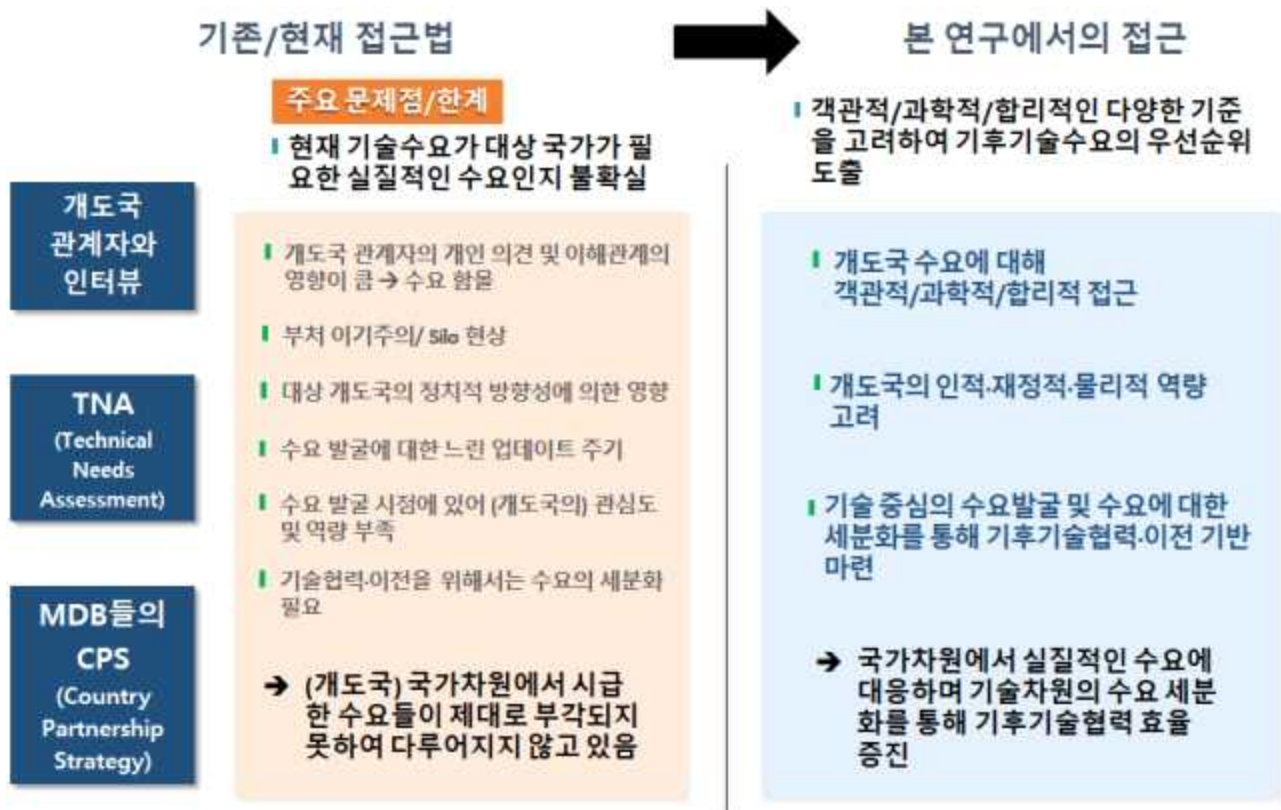 기존/현재 접근법
본 연구에서의 접근
주요 문제점/한계
현재 기술수요가 대상 국가가 필
요한 실질적인 수요인지 불확실
객관적/과학적/합리적인 다양한 기준
을 고려하여 기후기술수요의 우선순위
도출
개도국
관계자와
인터뷰
TNA
(Technical
Needs
Assessment)
MDB들의
CPS
(Country
Partnership
Strategy)
개도국 관계자의 개인 의견 및 이해관계의
영향이 큼 → 수요 함몰
부처 이기주의/ Silo 현상
대상 개도국의 정치적 방향성에 의한 영향
수요 발굴에 대한 느린 업데이트 주기
수요 발굴 시점에 있어 (개도국의) 관심도
및 역량 부족
기술협력·이전을 위해서는 수요의 세분화
필요
→ (개도국) 국가차원에서 시급
한 수요들이 제대로 부각되지
못하여 다루어지지 않고 있음
개도국 수요에 대해
객관적/과학적/합리적 접근
개도국의 인적·재정적·물리적 역량
고려
기술 중심의 수요발굴 및 수요에 대한
세분화를 통해 기후기술협력·이전 기반
마련
→ 국가차원에서 실질적인 수요에
대응하며 기술차원의 수요 세분
화를 통해 기후기술협력 효율
증진